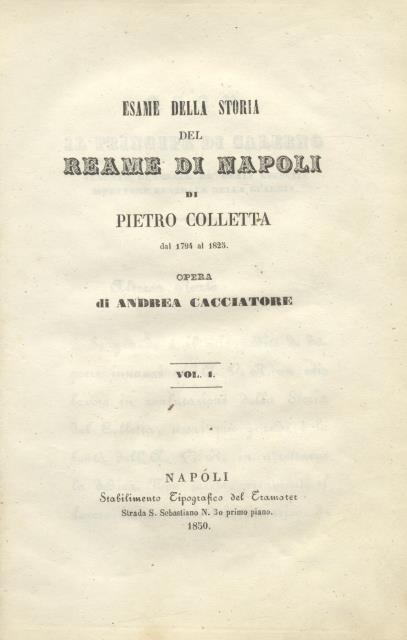 ESAME DELLA STORIA
DEL
REAME DI NAPOLI
DI
PIETRO COLLETTA
dal 1794 al 1825.
OPERA
di ANDREA CACCIATORE
VOL. I.
NAPOLI
Stabilimento Tipografico del Tramater
Strada S. Sebastiano N. 3o primo piano.
1850.